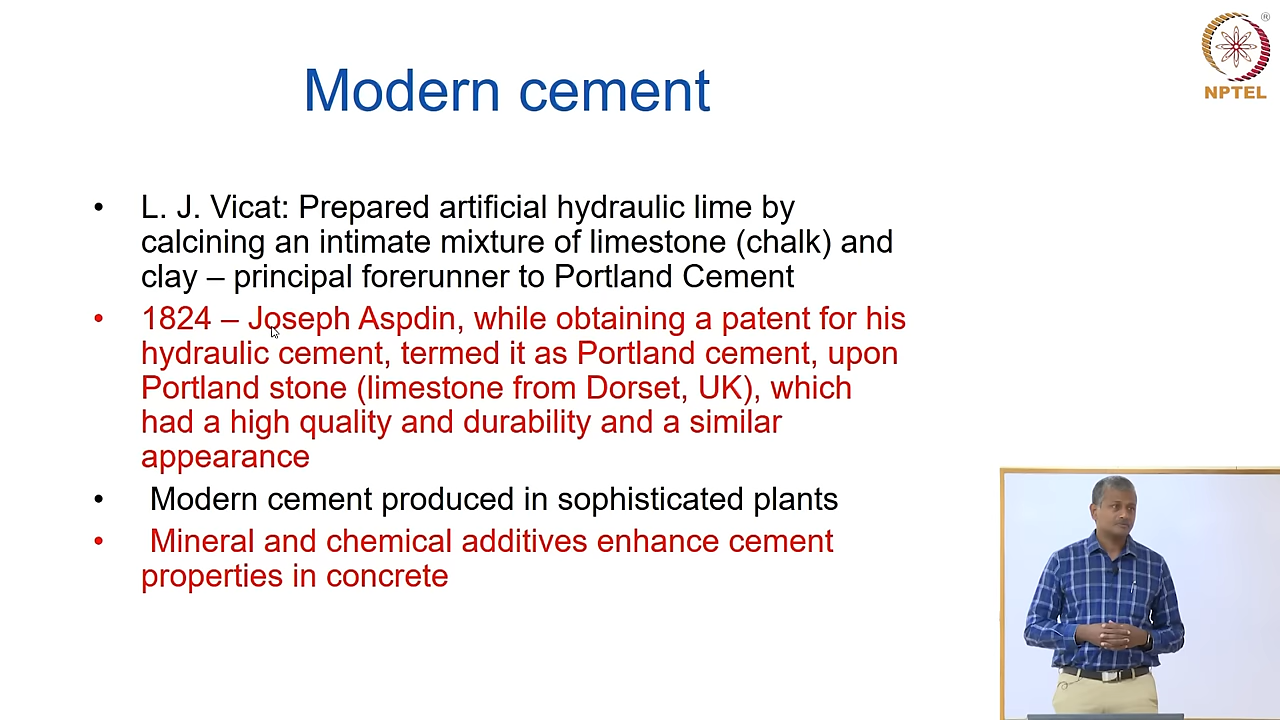 Modern cement
® 
NPTEL
• L. J. Vicat: Prepared artificial hydraulic lime by
calcining an intimate mixture of limestone (chalk) and
clay – principal forerunner to Portland Cement
• 1824 – Joseph Aspdin, while obtaining a patent for his
hydraulic cement, termed it as Portland cement, upon
Portland stone (limestone from Dorset, UK), which
had a high quality and durability and a similar
appearance
• Modern cement produced in sophisticated plants
• Mineral and chemical additives enhance cement
properties in concrete